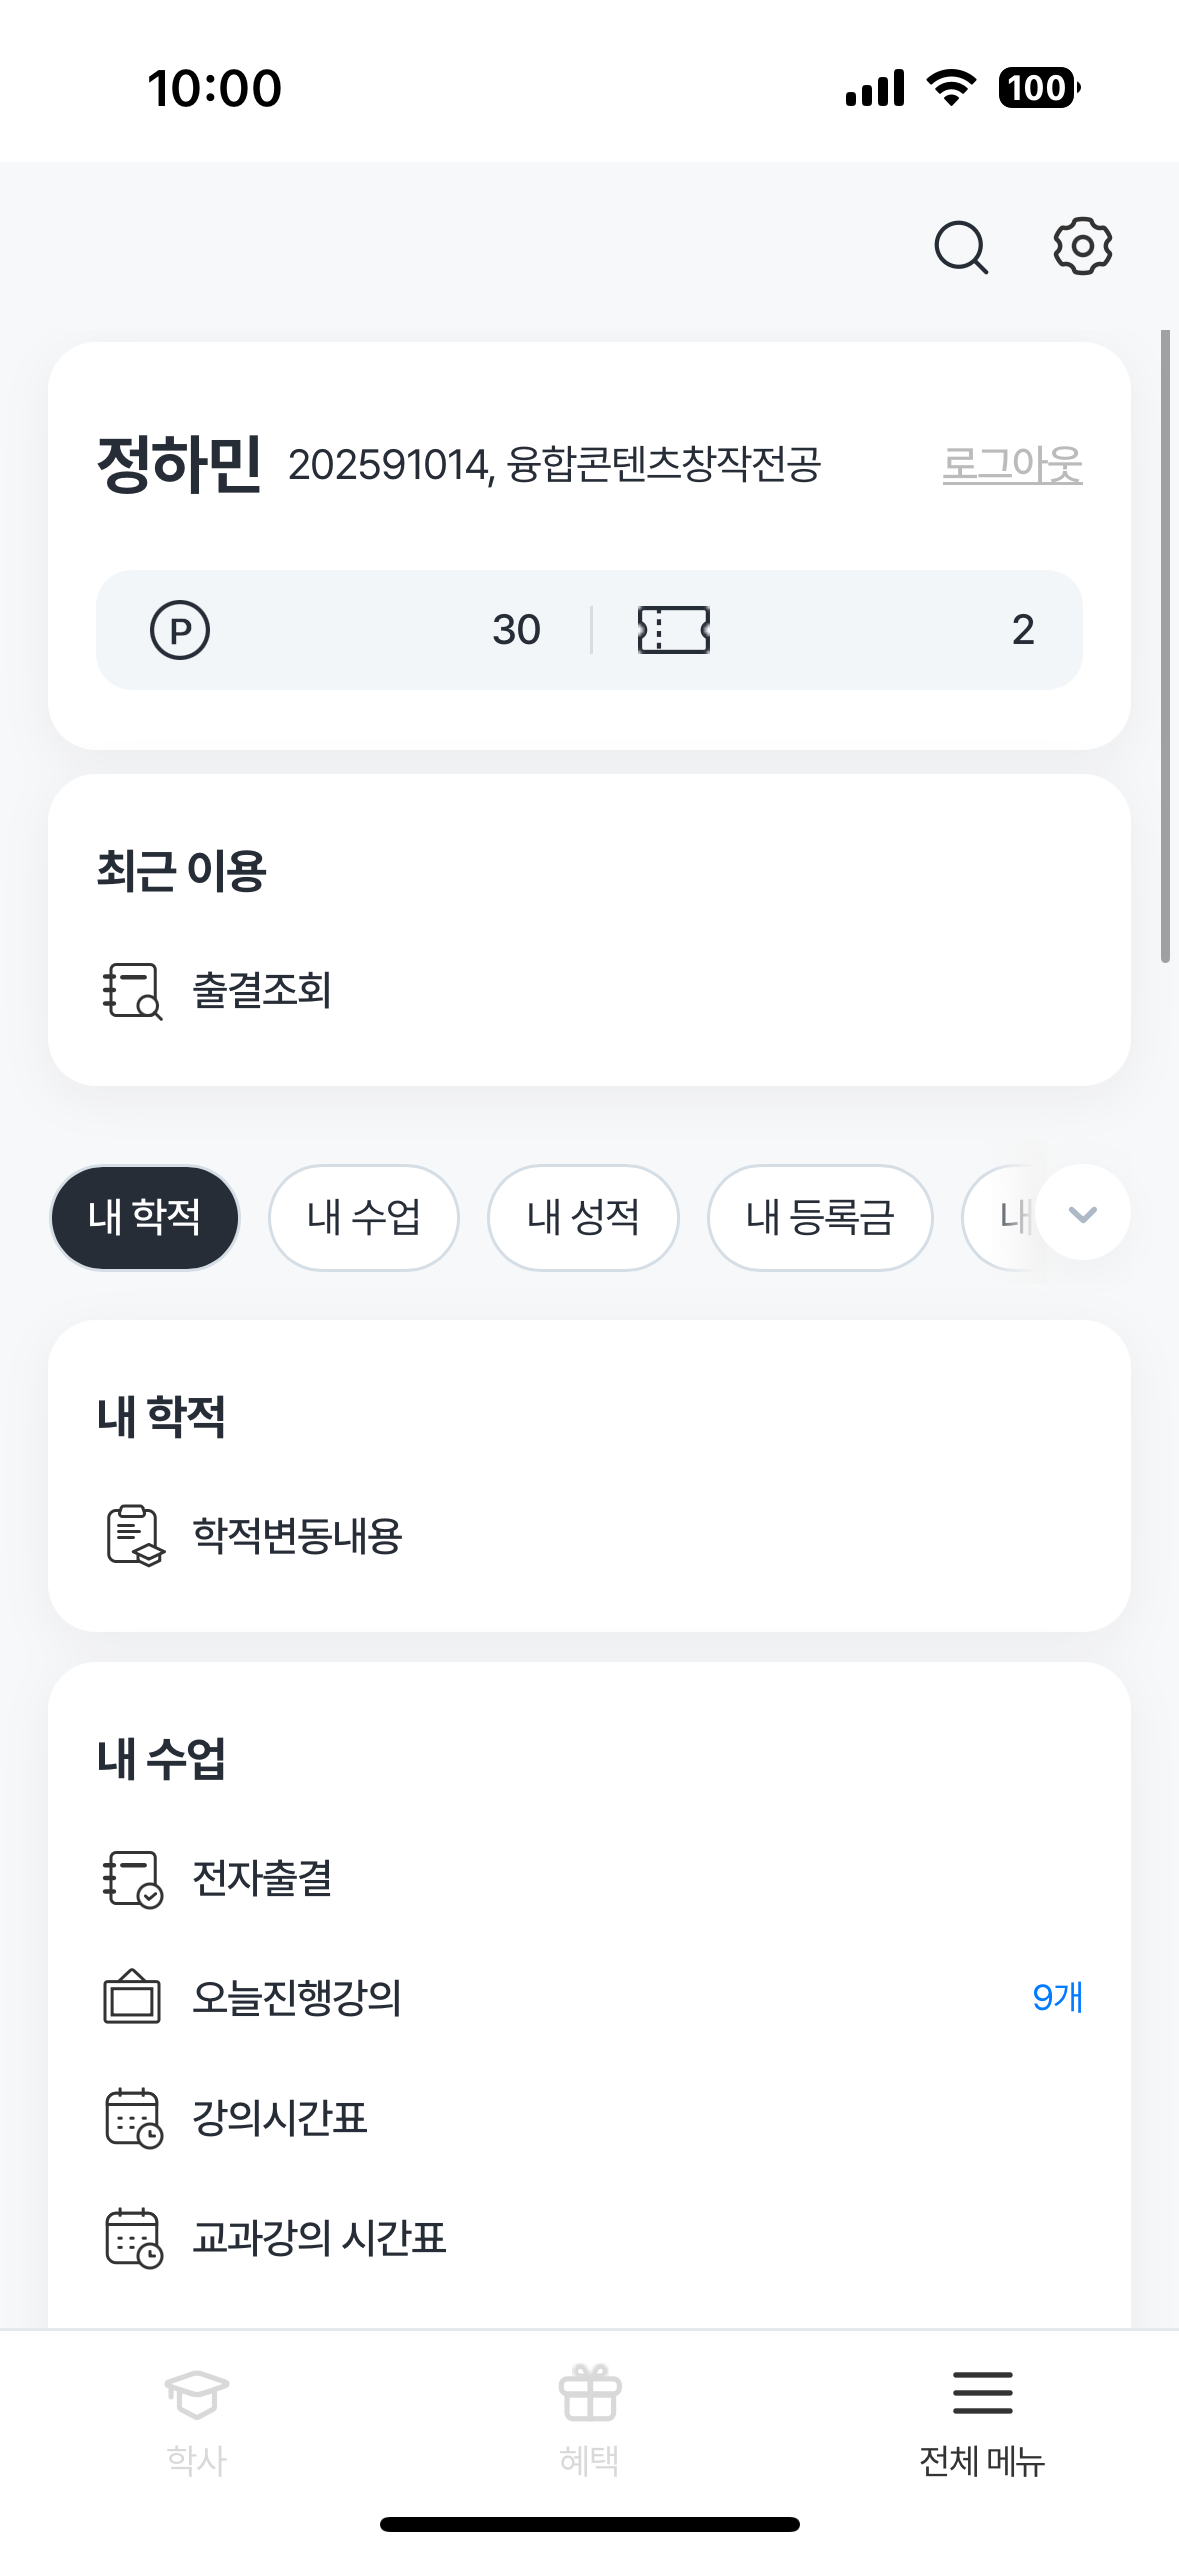 10:00
100
정하민 202591014, 융합콘텐츠창작전공 로그아웃
P 30 2
최근 이용
출결조회
내 학적 내 수업 내 성적 내 등록금 내
내 학적
학적변동내용
내 수업
전자출결
오늘진행강의 9개
강의시간표
교과강의 시간표
학사 혜택 전체 메뉴